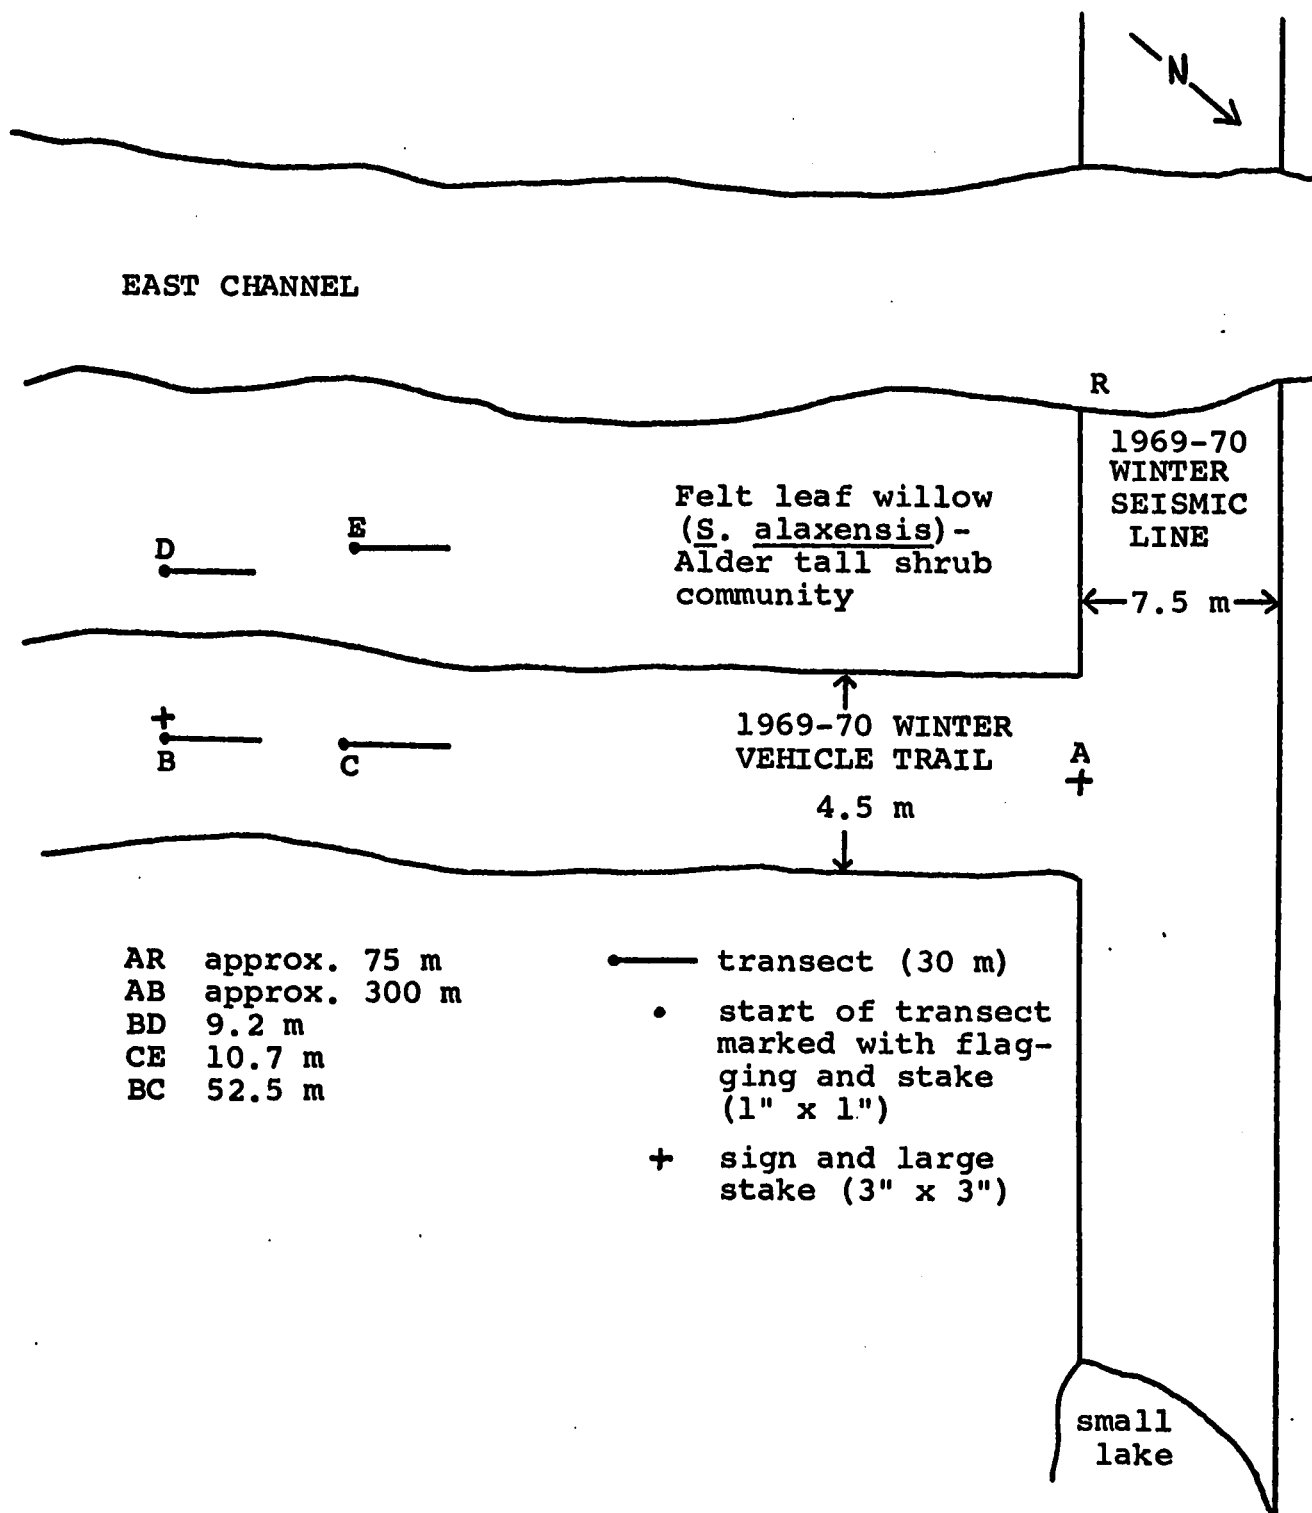 N
EAST CHANNEL
R
1969-70
WINTER
SEISMIC
LINE
7.5 m
Felt leaf willow
(S. alaxensis)-
Alder tall shrub
community
D
E
B
C
1969-70 WINTER
VEHICLE TRAIL
4.5 m
A
AR approx. 75 m
AB approx. 300 m
BD 9.2 m
CE 10.7 m
BC 52.5 m
transect (30 m)
start of transect
marked with flag-
ging and stake
(1" x 1")
+ sign and large
stake (3" x 3")
small
lake